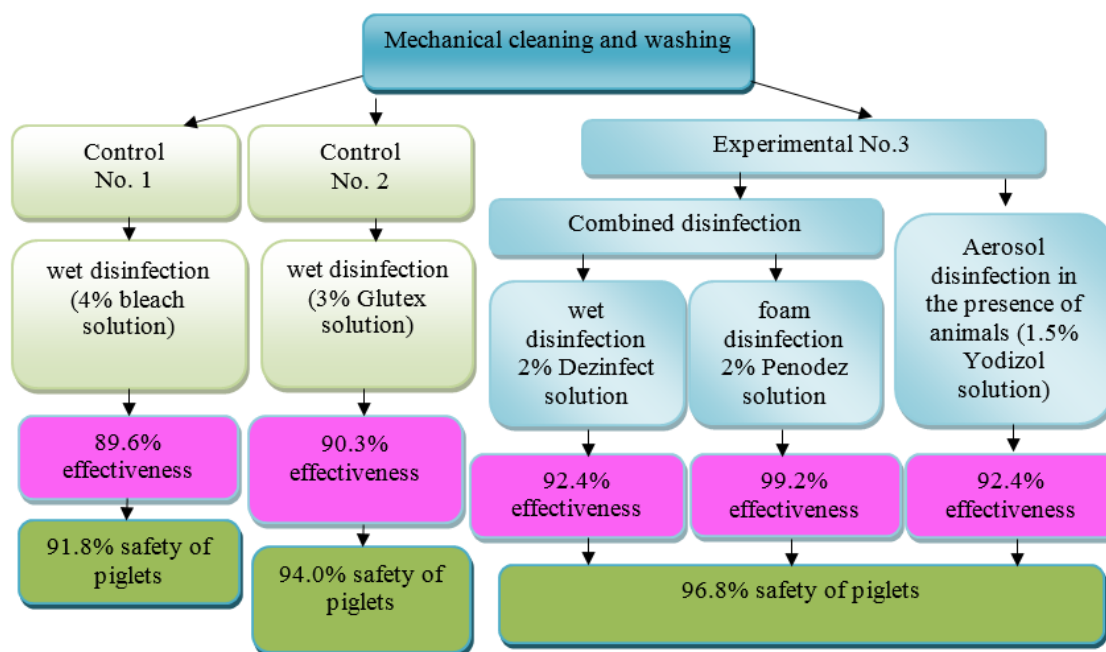 Mechanical cleaning and washing
Control
No. 1
Control
No. 2
Experimental No.3
Combined disinfection
wet disinfection
(4% bleach
solution)
wet disinfection
(3% Glutex
solution)
wet
disinfection
2% Dezinfect
solution
foam
disinfection
2% Penodez
solution
Aerosol
disinfection in
the presence of
animals (1.5%
Yodizol
solution)
89.6%
effectiveness
90.3%
effectiveness
92.4%
effectiveness
99.2%
effectiveness
92.4%
effectiveness
91.8% safety of
piglets
94.0% safety of
piglets
96.8% safety of piglets